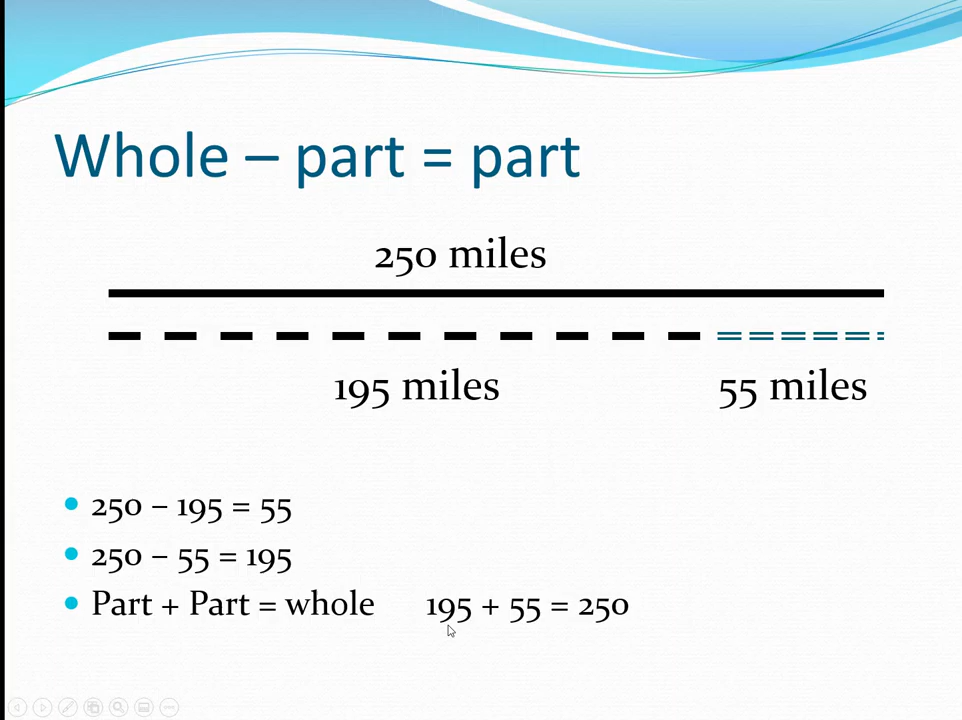 Whole – part = part
250 miles
195 miles 55 miles
250 – 195 = 55
250 – 55 = 195
Part + Part = whole 195 + 55 = 250